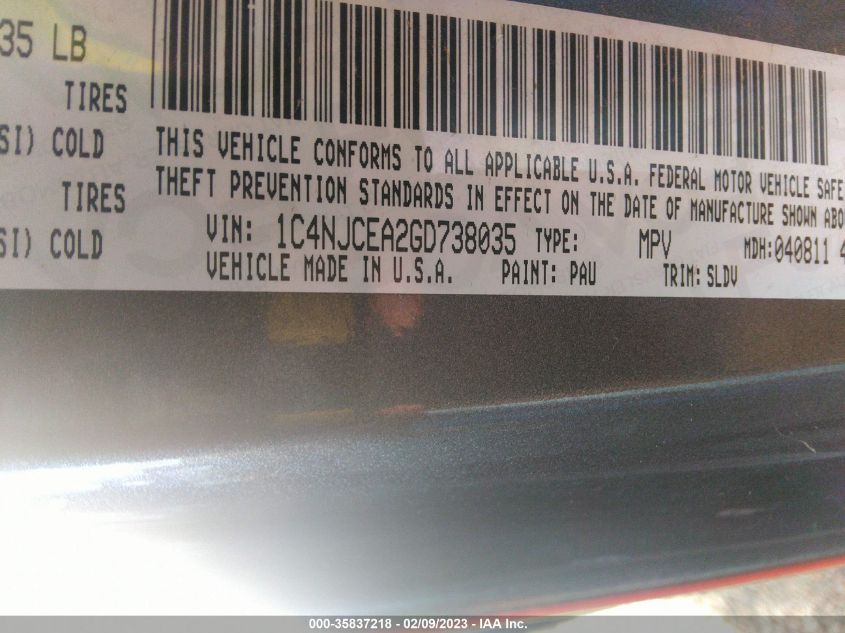 35 LB
TIRES
SI) COLD
TIRES
SI) COLD
THIS VEHICLE CONFORMS TO ALL APPLICABLE U.S.A. FEDERAL MOTOR VEHICLE SAFE
THEFT PREVENTION STANDARDS IN EFFECT ON THE DATE OF MANUFACTURE SHOWN ABO
VIN: 1C4NJCEA2GD738035 TYPE: MPV MDH:040811 4
VEHICLE MADE IN U.S.A. PAINT: PAU TRIM: SLDV
000-35837218 - 02/09/2023 - IAA Inc.